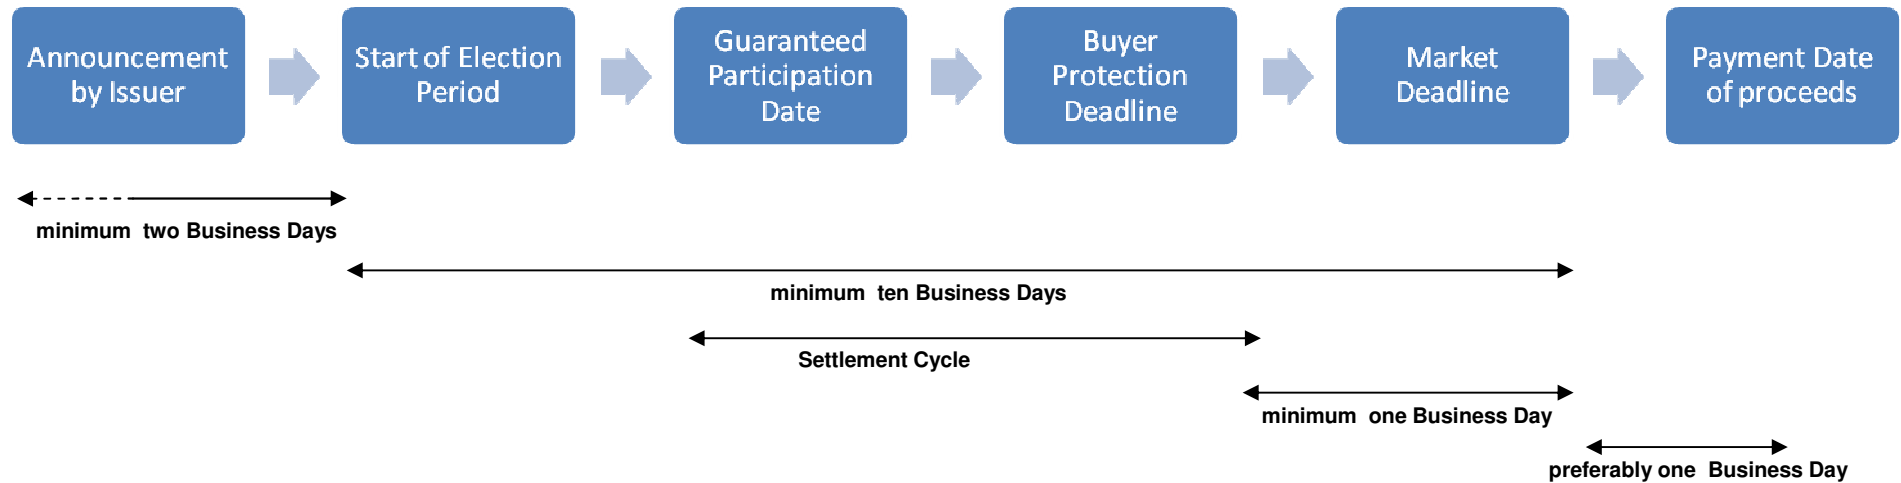 Announcement
by Issuer
Start of Election
Period
Guaranteed
Participation
Date
Buyer
Protection
Deadline
Market
Deadline
Payment Date
of proceeds
minimum two Business Days
minimum ten Business Days
Settlement Cycle
minimum one Business Day
preferably one Business Day